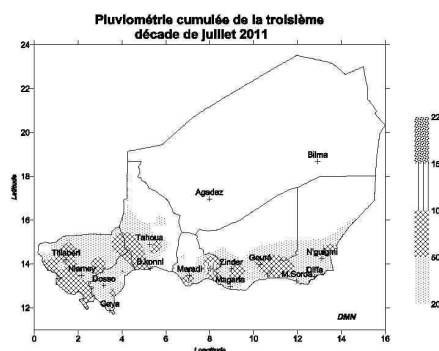 Pluviométrie cumulée de la troisième
décade de juillet 2011
24
22
20
18
16
14
12
11
Latitude
Bilma
Agadez
Tahoua
Tillabéri
Niamey
Dosso
B.konni
Gaya
Maradi
Zinder
Magaria
Gouré
M.Soroa
N'guigmi
Diffa
DMN
0 2 4 6 8 10 12 14 16
Longitude
60
20